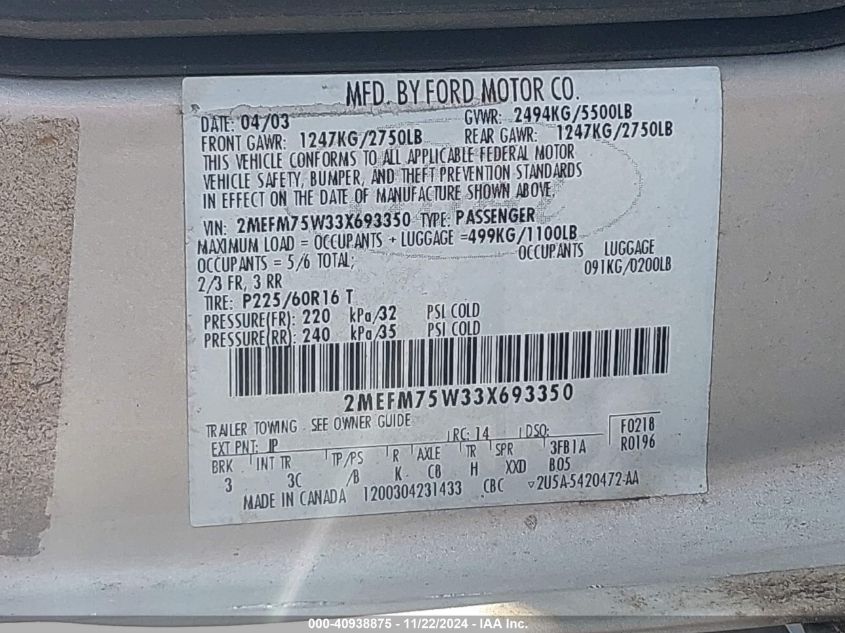 MFD. BY FORD MOTOR CO.
DATE: 04/03 GVWR: 2494KG/5500LB
FRONT GAWR: 1247KG/2750LB REAR GAWR: 1247KG/2750LB
THIS VEHICLE CONFORMS TO ALL APPLICABLE FEDERAL MOTOR
VEHICLE SAFETY, BUMPER, AND THEFT PREVENTION STANDARDS
IN EFFECT ON THE DATE OF MANUFACTURE SHOWN ABOVE.
VIN: 2MEFM75W33X693350 TYPE: PASSENGER
MAXIMUM LOAD = OCCUPANTS + LUGGAGE =499KG/1100LB
OCCUPANTS = 5/6 TOTAL; OCCUPANTS LUGGAGE
2/3 FR, 3 RR 091KG/0200LB
TIRE: P225/60R16 T
PRESSURE(FR): 220 kPa/32 PSI COLD
PRESSURE(RR): 240 kPa/35 PSI COLD
2MEFM75W33X693350
TRAILER TOWING - SEE OWNER GUIDE F0218
EXT PNT: JP RC: 14 DSO: R0196
BRK INT TR TP/PS R AXLE TR SPR 3FB1A
3 3C /B K C8 H XXD B.05
MADE IN CANADA 1200304231433 CBC ▽2U5A-5420472-AA
000-40938875 - 11/22/2024 - IAA Inc.